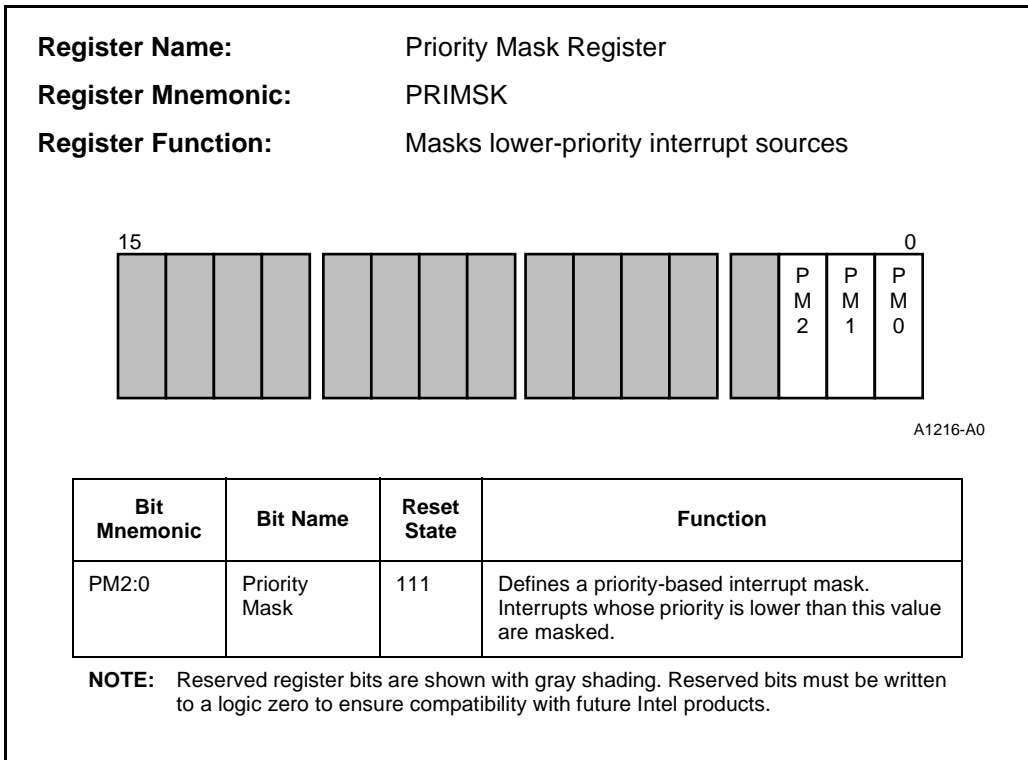 Register Name: Priority Mask Register
Register Mnemonic: PRIMSK
Register Function: Masks lower-priority interrupt sources
15 0
P M 2 P M 1 P M 0
A1216-A0
Bit Mnemonic Bit Name Reset State Function
PM2:0 Priority Mask 111 Defines a priority-based interrupt mask.
Interrupts whose priority is lower than this value
are masked.
NOTE: Reserved register bits are shown with gray shading. Reserved bits must be written
to a logic zero to ensure compatibility with future Intel products.